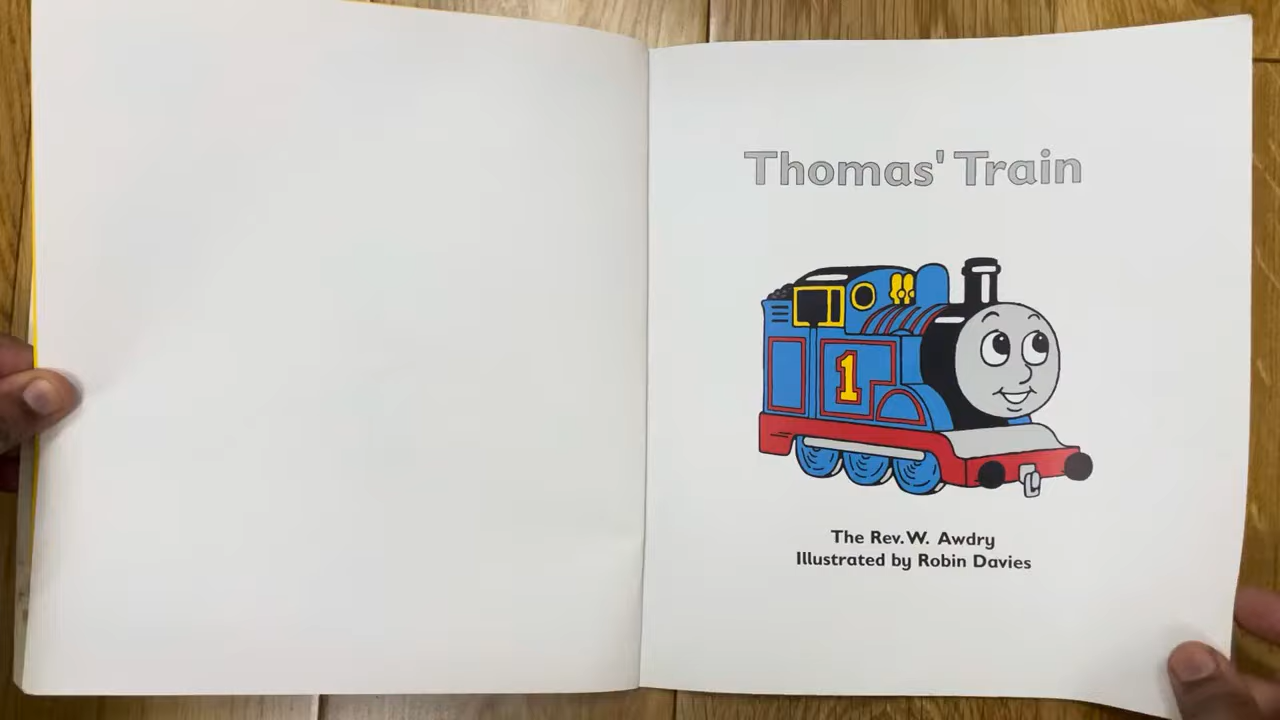 Thomas' Train
1
The Rev. W. Awdry
Illustrated by Robin Davies